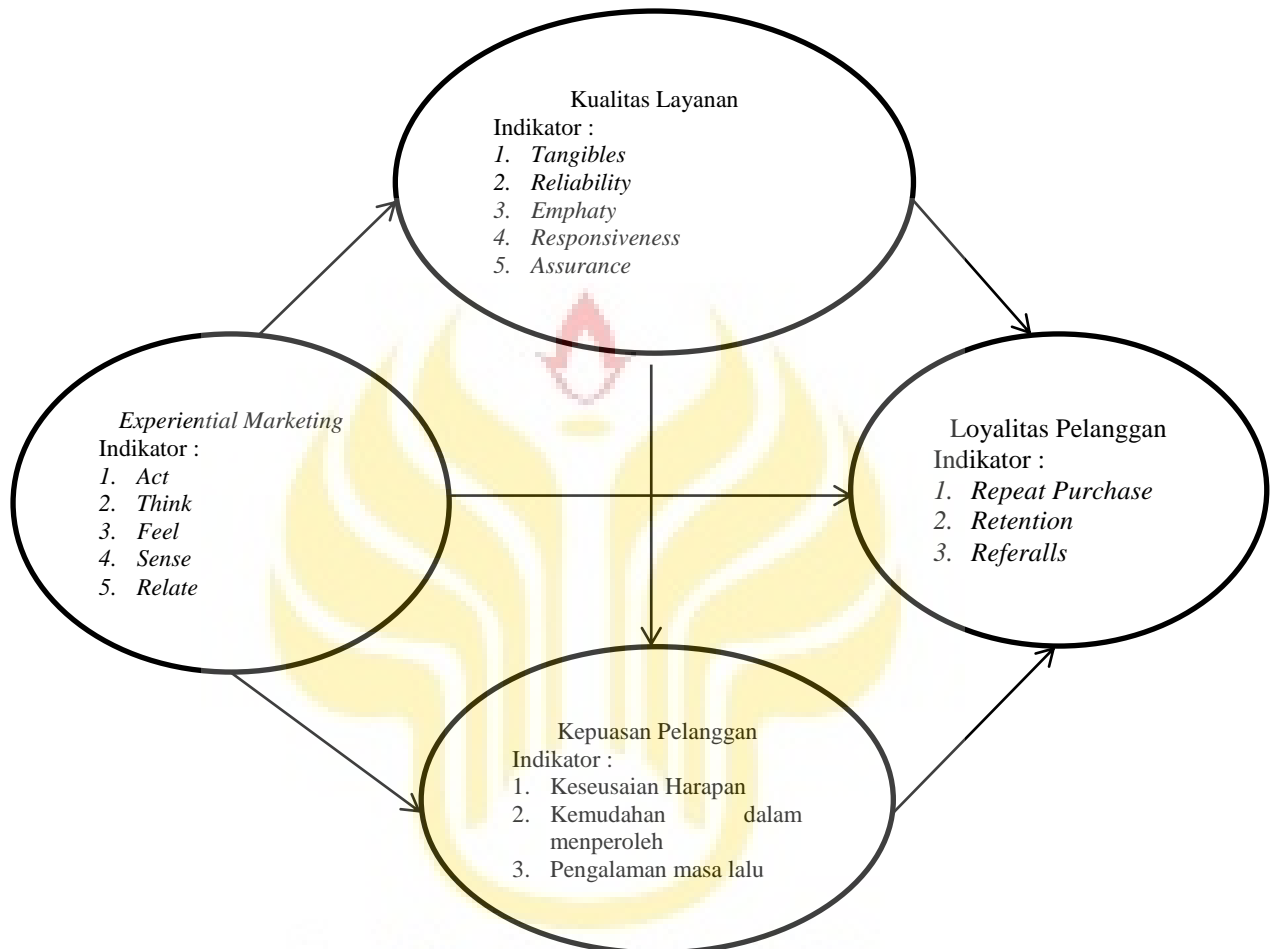 Kualitas Layanan
Indikator :
1. Tangibles
2. Reliability
3. Emphaty
4. Responsiveness
5. Assurance
Experiential Marketing
Indikator :
1. Act
2. Think
3. Feel
4. Sense
5. Relate
Loyalitas Pelanggan
Indikator :
1. Repeat Purchase
2. Retention
3. Referalls
Kepuasan Pelanggan
Indikator :
1. Keseusaian Harapan
2. Kemudahan dalam
menperoleh
3. Pengalaman masa lalu